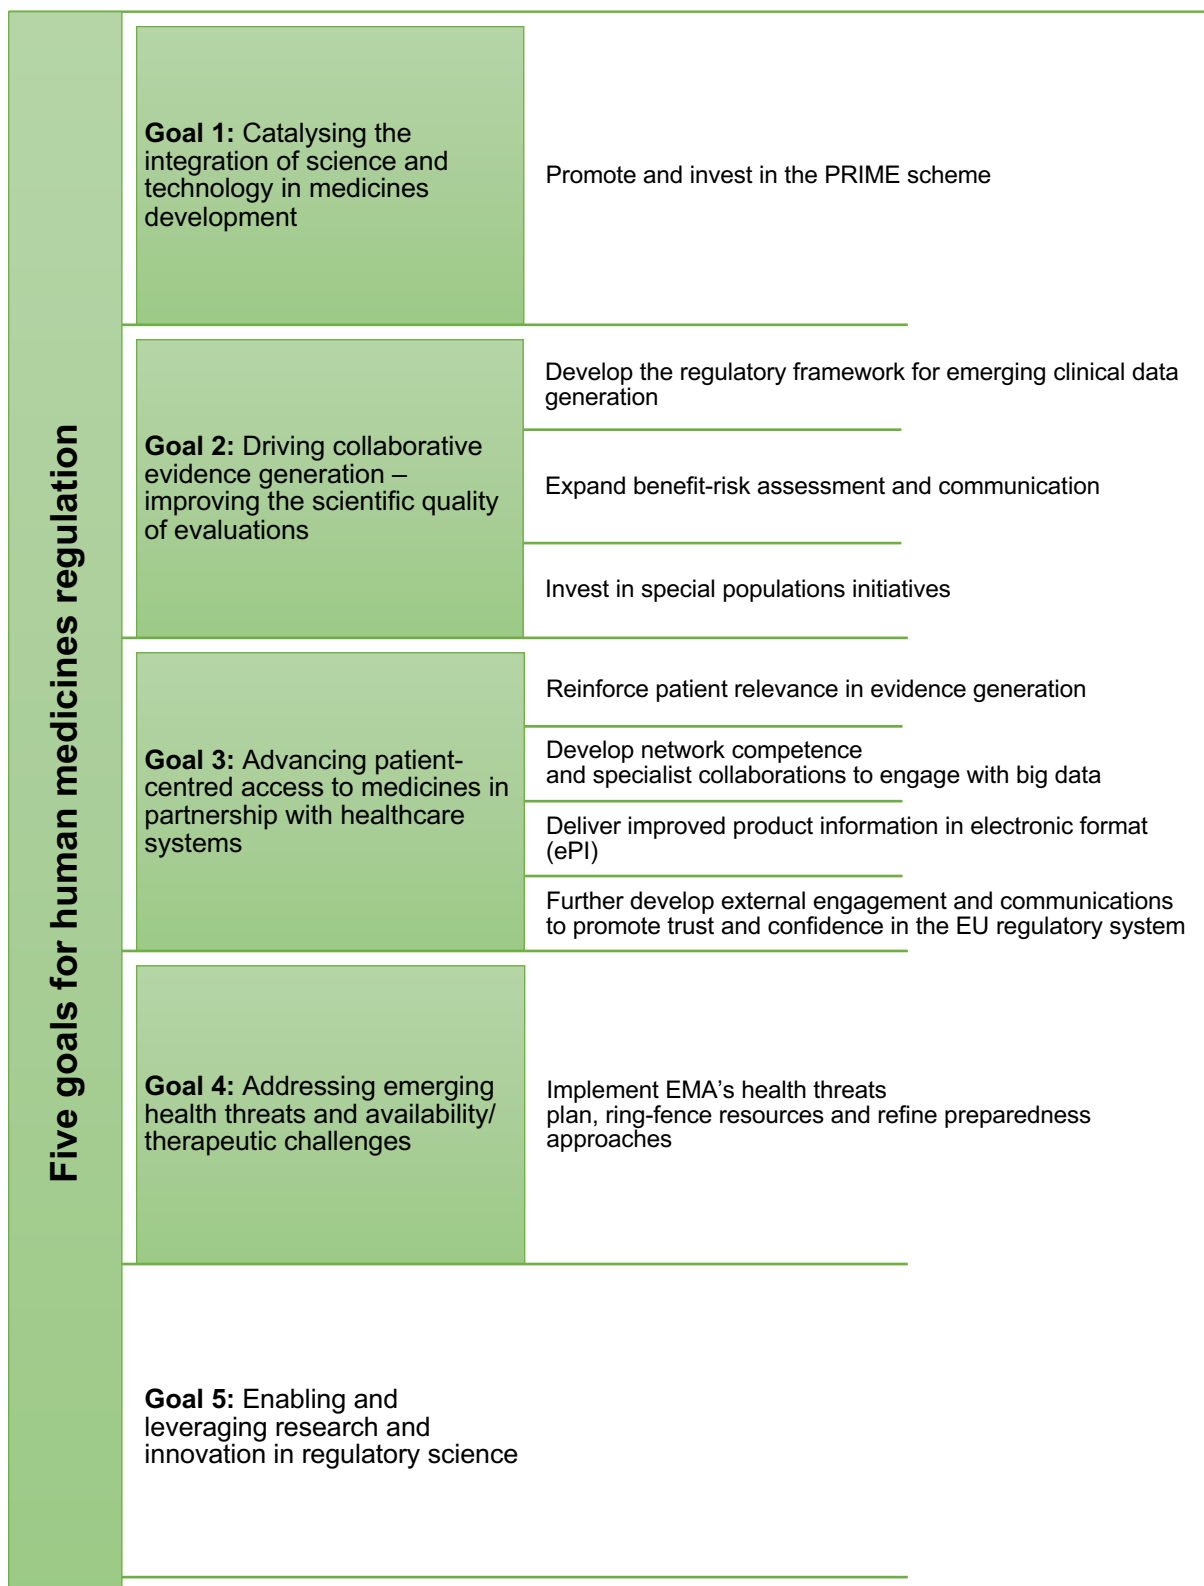 Five goals for human medicines regulation
Goal 1: Catalysing the
integration of science and
technology in medicines
development
Promote and invest in the PRIME scheme
Goal 2: Driving collaborative
evidence generation –
improving the scientific quality
of evaluations
Develop the regulatory framework for emerging clinical data
generation
Expand benefit-risk assessment and communication
Invest in special populations initiatives
Goal 3: Advancing patient-
centred access to medicines in
partnership with healthcare
systems
Reinforce patient relevance in evidence generation
Develop network competence
and specialist collaborations to engage with big data
Deliver improved product information in electronic format
(ePI)
Further develop external engagement and communications
to promote trust and confidence in the EU regulatory system
Goal 4: Addressing emerging
health threats and availability/
therapeutic challenges
Implement EMA’s health threats
plan, ring-fence resources and refine preparedness
approaches
Goal 5: Enabling and
leveraging research and
innovation in regulatory science